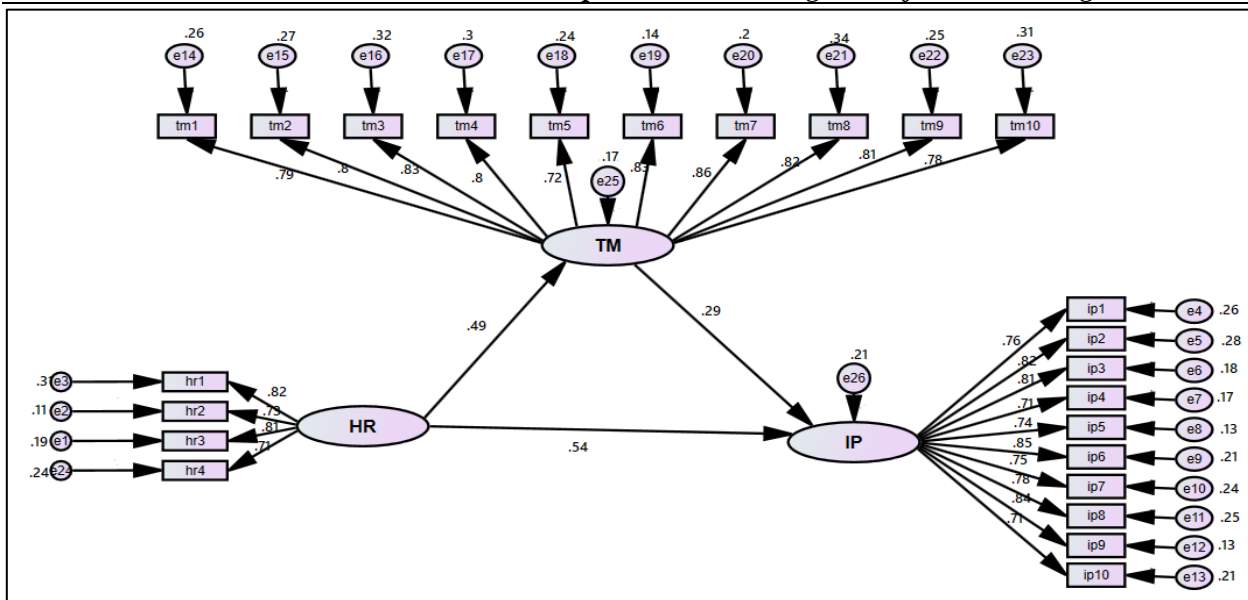 .26 .27 .32 .3 .24 .14 .2 .34 .25 .31
e14 e15 e16 e17 e18 e19 e20 e21 e22 e23
tm1 tm2 tm3 tm4 tm5 tm6 tm7 tm8 tm9 tm10
.79 .8 .83 .8 .72 .83 .86 .82 .81 .78
.17
e25
TM
.49 .29
.21
e26
HR
.54
IP
e3 hr1 .82
.11 e2 hr2 .73
.19 e1 hr3 .81
.24 e24 hr4 .71
.76 ip1 e4 .26
.82 ip2 e5 .28
.81 ip3 e6 .18
.71 ip4 e7 .17
.74 ip5 e8 .13
.85 ip6 e9 .21
.75 ip7 e10 .24
.78 ip8 e11 .25
.84 ip9 e12 .13
.71 ip10 e13 .21